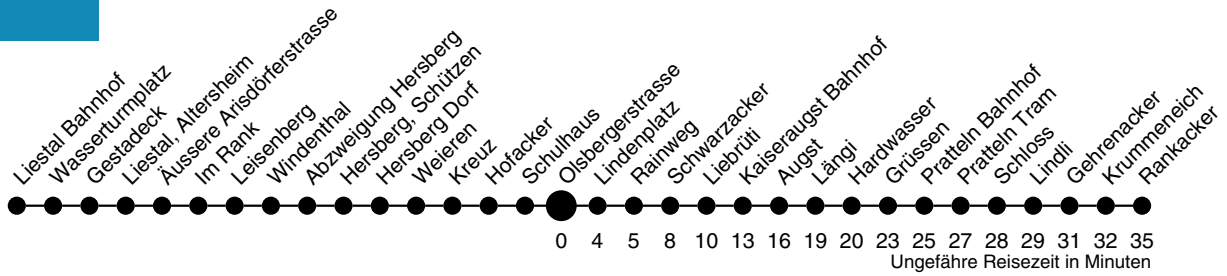 Liestal Bahnhof
Wasserturmplatz
Gestadeck
Liestal, Altersheim
Äussere Arisdörferstrasse
Im Rank
Leisenberg
Windenthal
Abzweigung Hersberg
Hersberg, Schützen
Hersberg Dorf
Weieren
Kreuz
Hofacker
Schulhaus
Olsbergerstrasse
Lindenplatz
Rainweg
Schwarzacker
Liebrüti
Kaiseraugst Bahnhof
Augst
Längi
Hardwasser
Grüssen
Pratteln Bahnhof
Pratteln Tram
Schloss
Lindli
Gehrenacker
Krummeneich
Rankacker
0 4 5 8 10 13 16 19 20 23 25 27 28 29 31 32 35
Ungefähre Reisezeit in Minuten